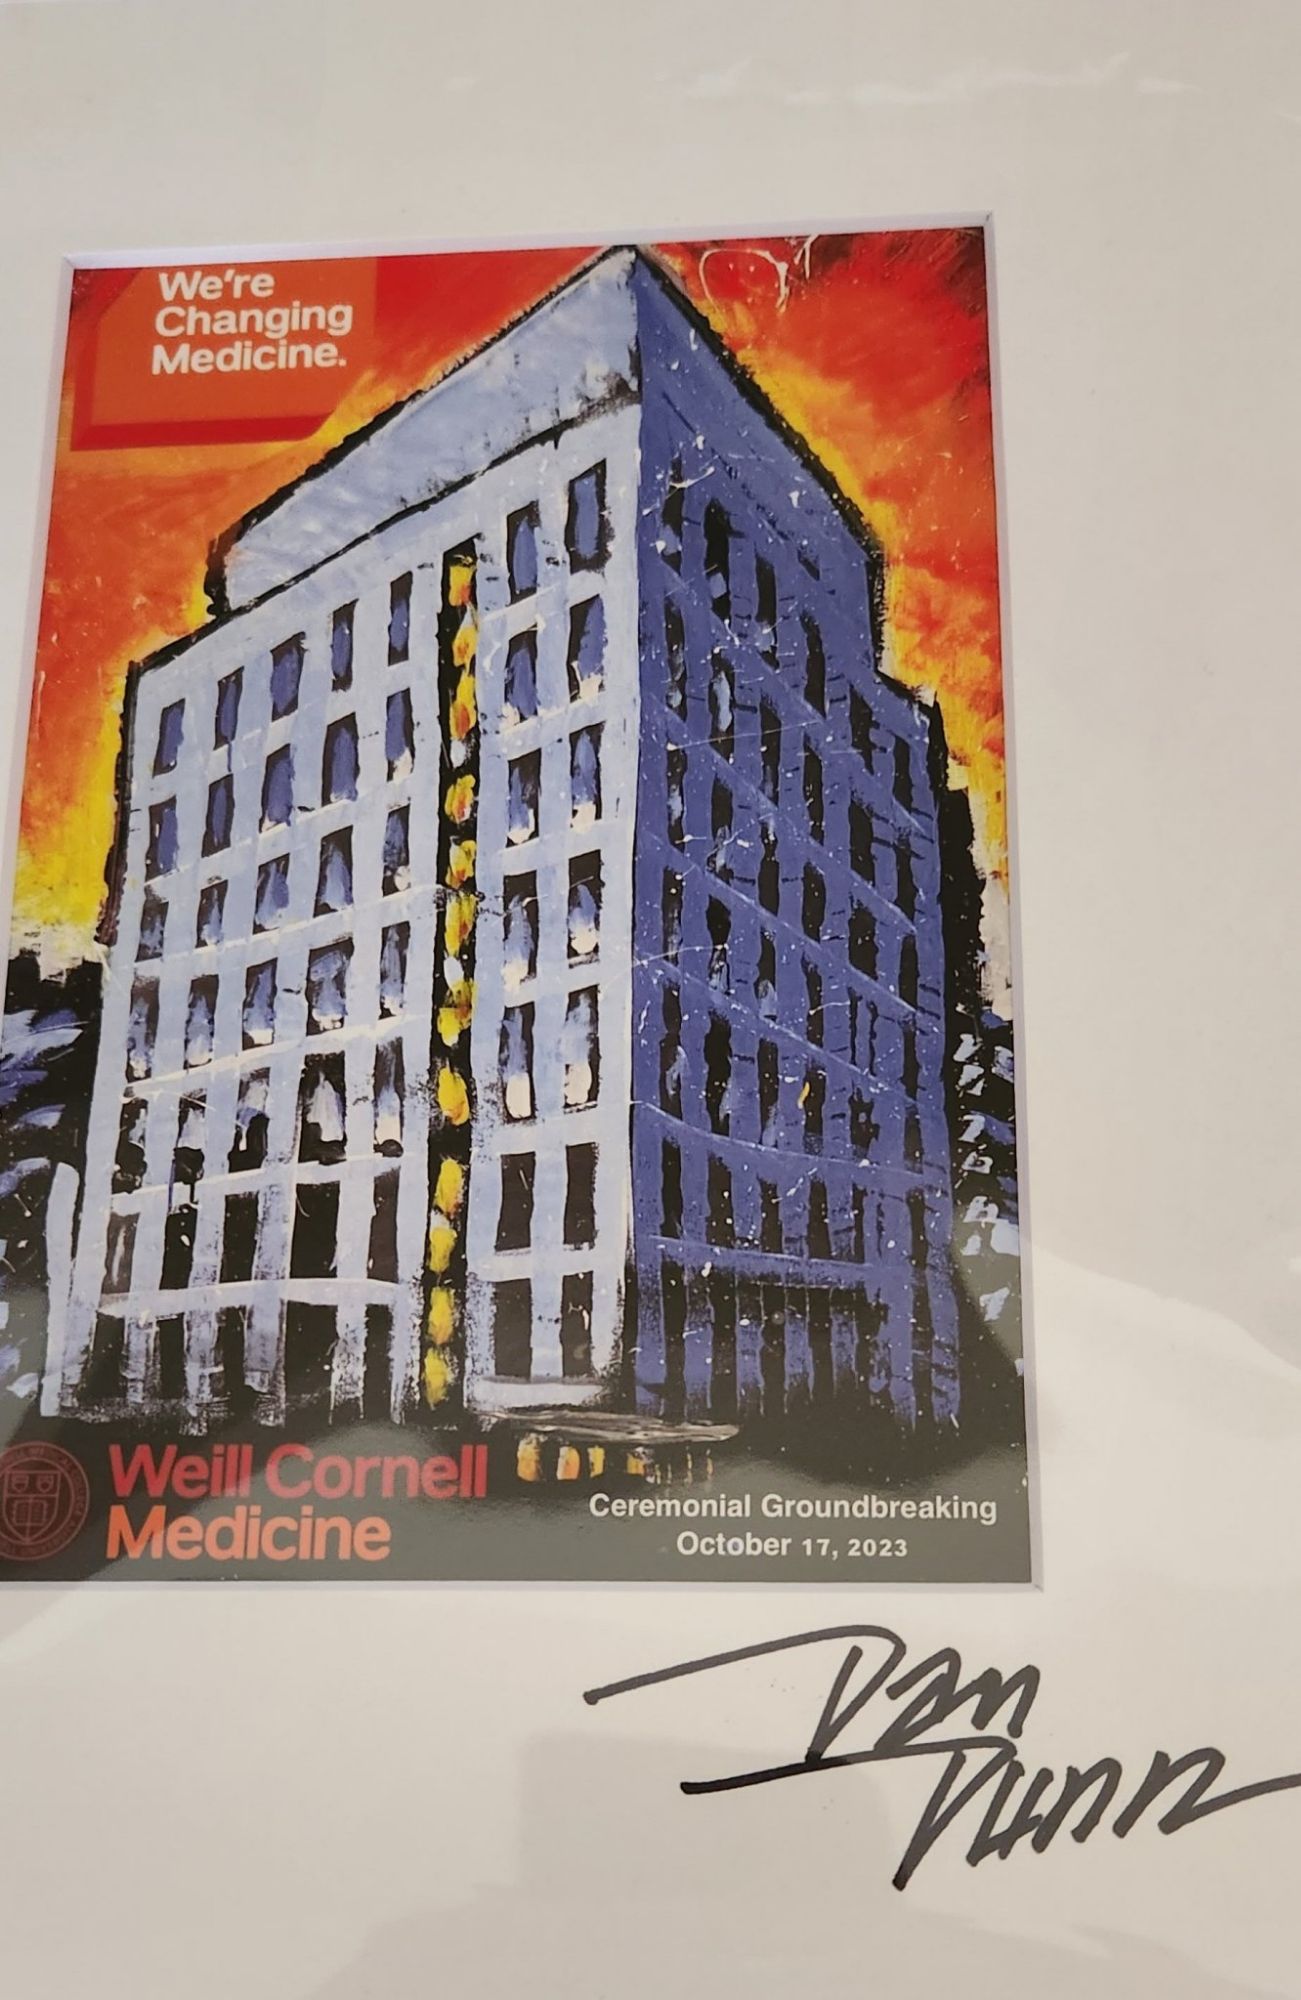 We're
Changing
Medicine.
Weill Cornell
Medicine
Ceremonial Groundbreaking
October 17, 2023
Dan
Dunn